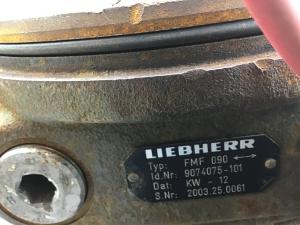 LIEBHERR
Typ: FMF 090 ↔
Id.Nr: 9074075-101
Dat: KW - 12
S.Nr: 2003.25.0061